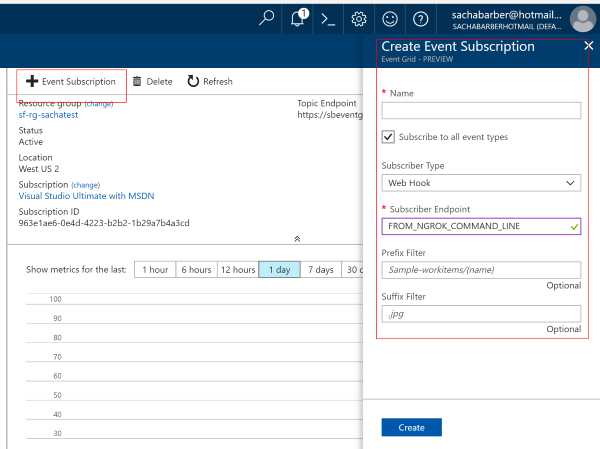 sachabarber@hotmail...
SACHABARBERHOTMAIL (DEFA...
1
Create Event Subscription
Event Grid - PREVIEW
Event Subscription
Delete
Refresh
Resource group (change)
sf-rg-sachatest
Status
Active
Location
West US 2
Subscription (change)
Visual Studio Ultimate with MSDN
Subscription ID
963e1ae6-0e4d-4223-b2b2-1b29a7b4a3cd
Topic Endpoint
https://sbeventg
Show metrics for the last:
1 hour
6 hours
12 hours
1 day
7 days
30 d
100
90
80
70
60
50
40
30
* Name
Subscribe to all event types
Subscriber Type
Web Hook
* Subscriber Endpoint
FROM_NGROK_COMMAND_LINE
Prefix Filter
Sample-workitems/{name}
Optional
Suffix Filter
.jpg
Optional
Create